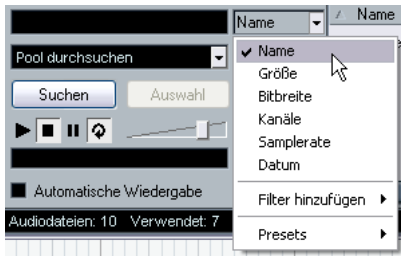 Name
Name
Pool durchsuchen
Suchen
Auswahl
Automatische Wiedergabe
Audiodateien: 10 Verwendet: 7
Name
Größe
Bitbreite
Kanäle
Samplerate
Datum
Filter hinzufügen
Presets